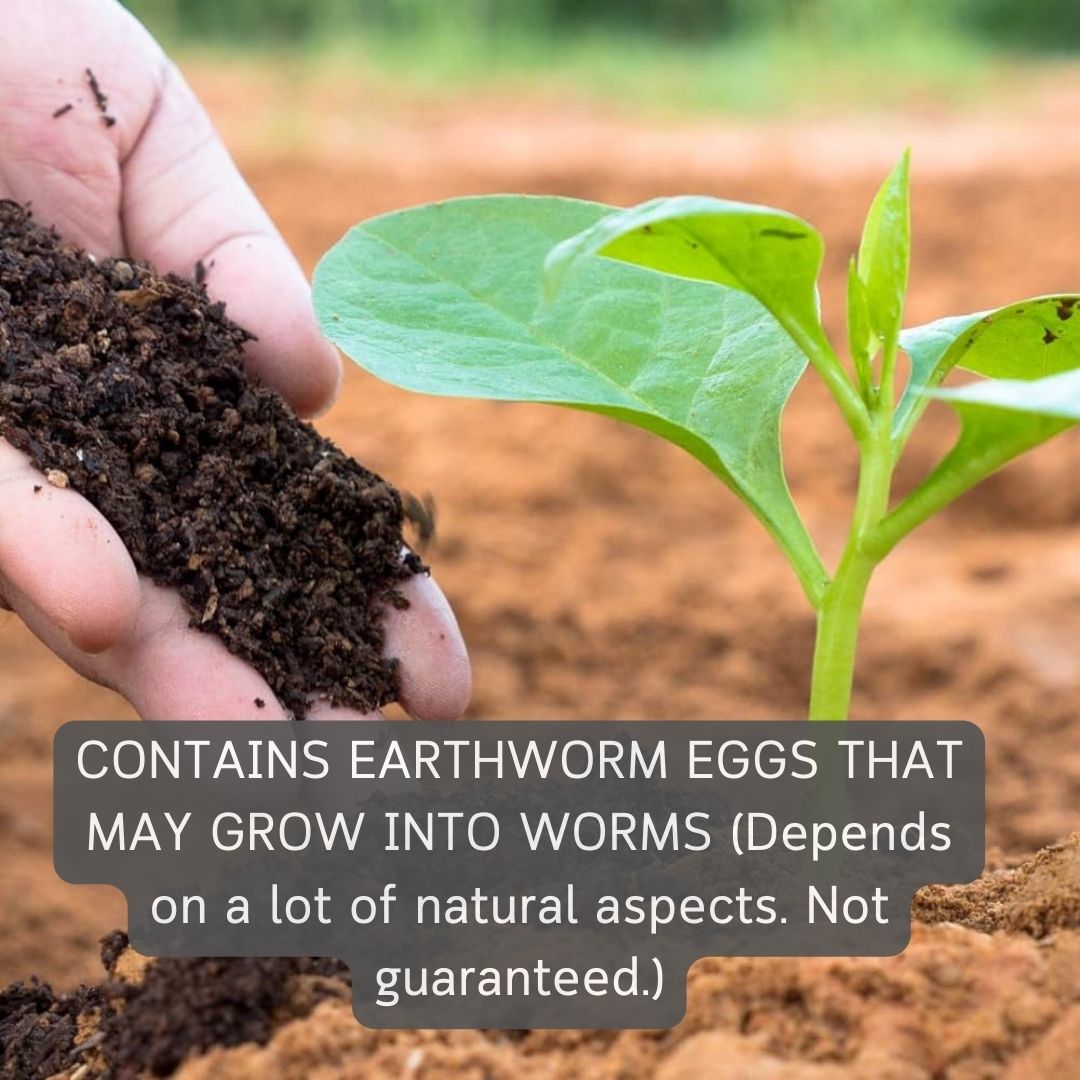 CONTAINS EARTHWORM EGGS THAT
MAY GROW INTO WORMS (Depends
on a lot of natural aspects. Not
guaranteed.)